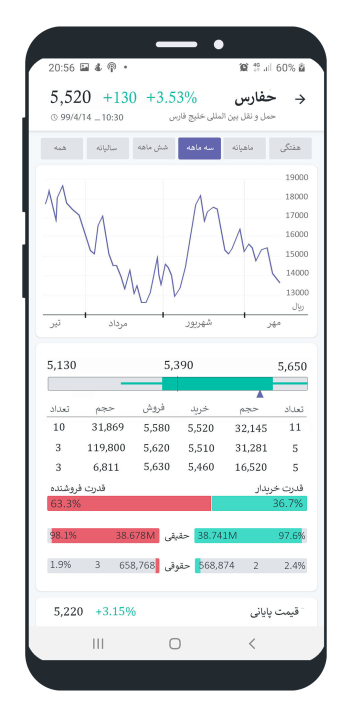 20:56 60%
5,520 +130 +3.53% حفارس
99/4/14 _ 10:30 حمل و نقل بین المللی خلیج فارس
هفتگی ماهیانه سه ماهه شش ماهه سالیانه همه
19000
18000
17000
16000
15000
14000
13000
ریال
تیر مرداد شهریور مهر
5,130 5,390 5,650
تعداد حجم خرید فروش حجم تعداد
10 31,869 5,580 5,520 32,145 11
3 119,800 5,620 5,510 31,281 5
3 6,811 5,630 5,460 16,520 5
قدرت خریدار قدرت فروشنده
63.3% 36.7%
98.1% 38.678M حقیقی 38.741M 97.6%
1.9% 3 658,768 حقوقی 568,874 2 2.4%
5,220 +3.15% قیمت پایانی